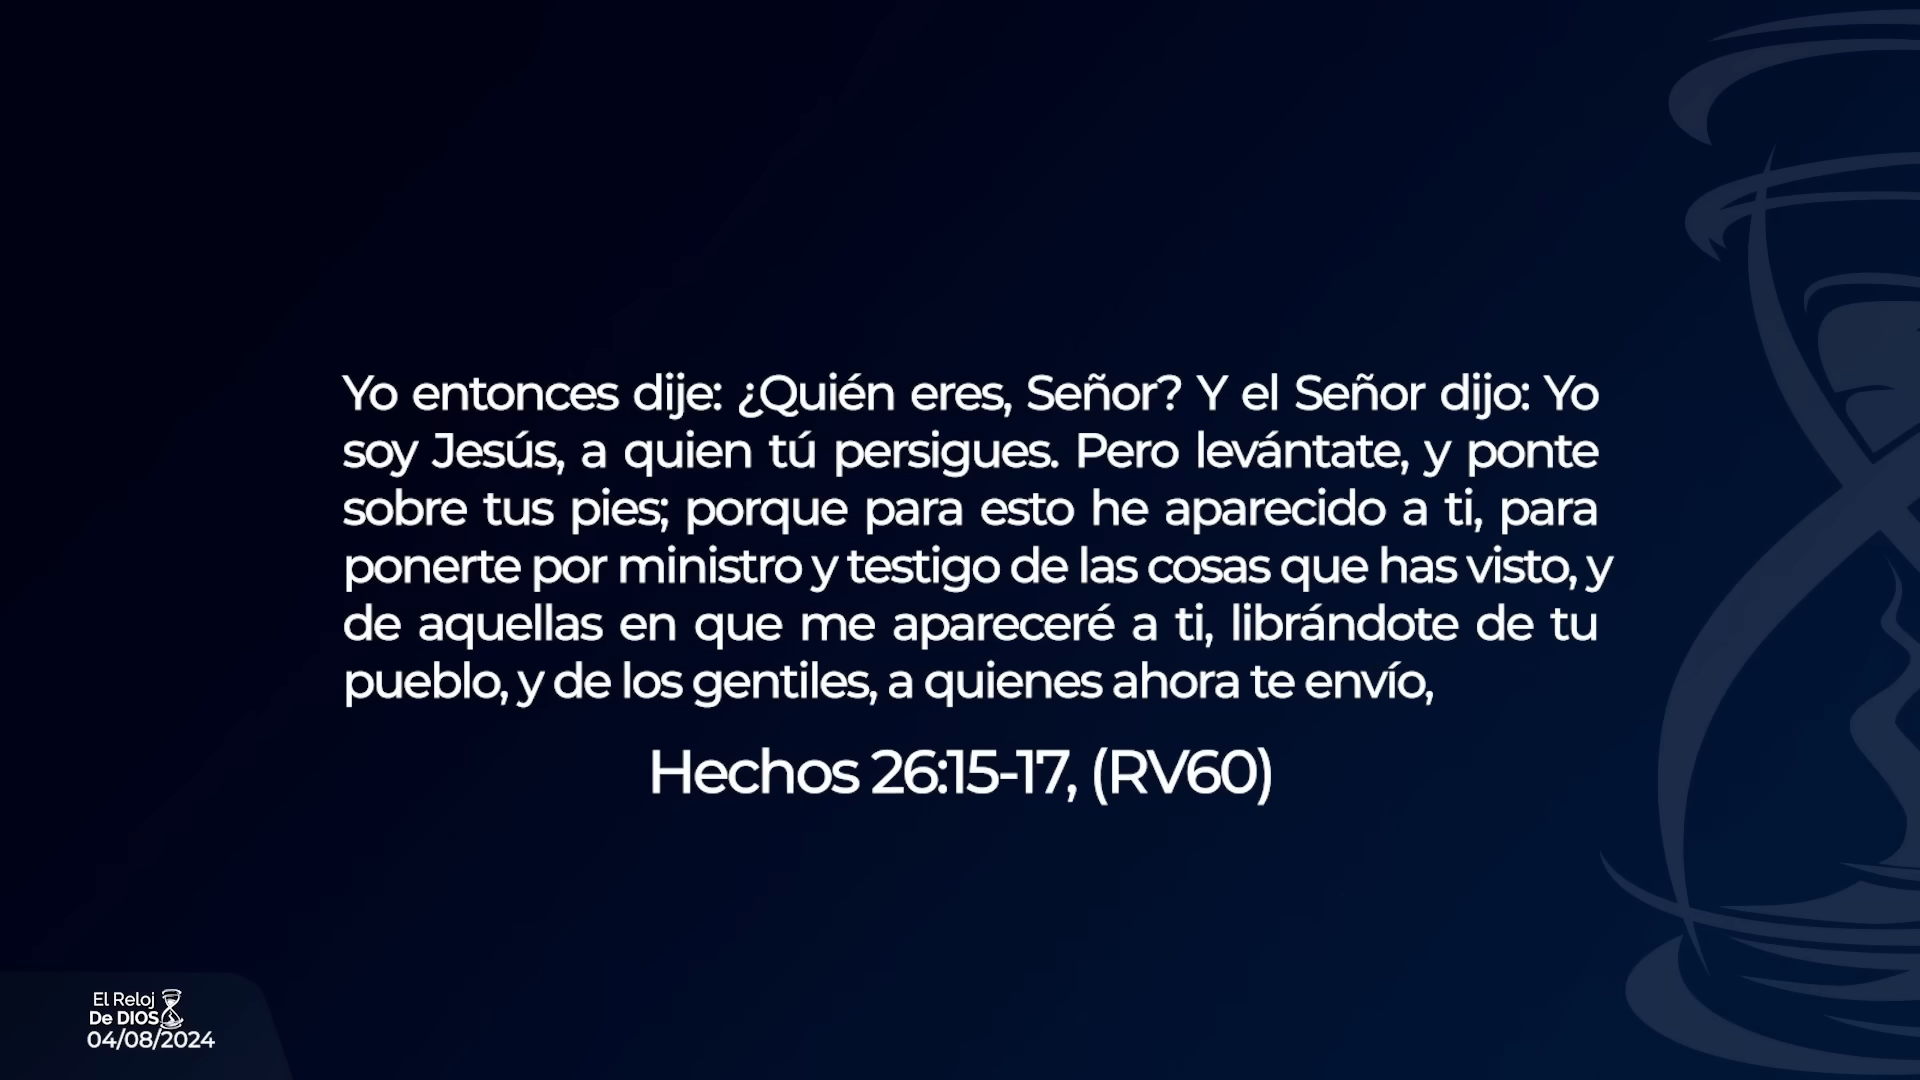 Yo entonces dije: ¿Quién eres, Señor? Y el Señor dijo: Yo
soy Jesús, a quien tú persigues. Pero levántate, y ponte
sobre tus pies; porque para esto he aparecido a ti, para
ponerte por ministro y testigo de las cosas que has visto, y
de aquellas en que me apareceré a ti, librándote de tu
pueblo, y de los gentiles, a quienes ahora te envío,
Hechos 26:15-17, (RV60)
El Reloj
De DIOS
04/08/2024